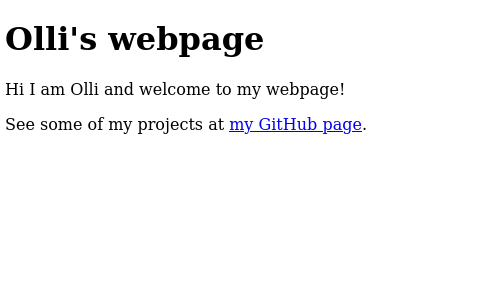 Olli's webpage
Hi I am Olli and welcome to my webpage!
See some of my projects at my GitHub page.